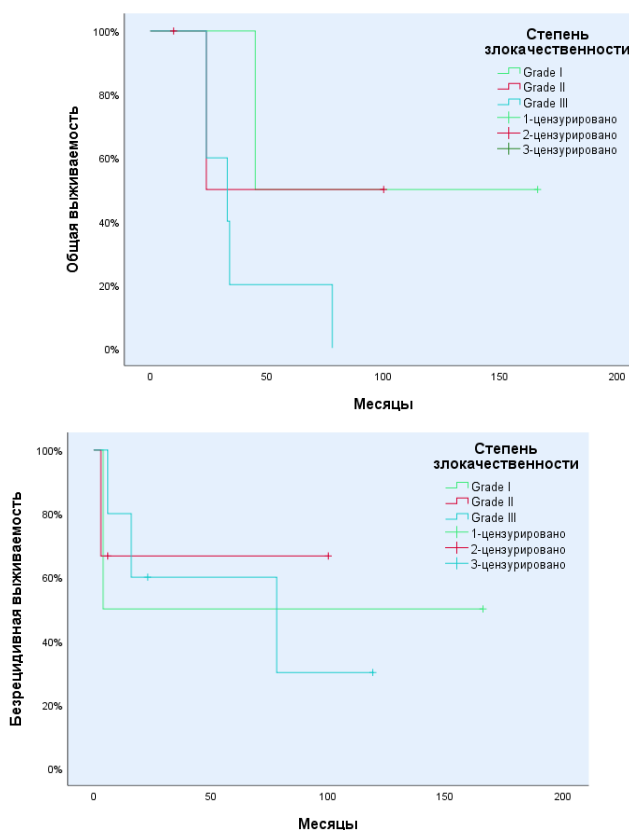 Степень
злокачественности
Grade I
Grade II
Grade III
1-цензурировано
2-цензурировано
3-цензурировано
Общая выживаемость
100%
80%
60%
40%
20%
0%
0 50 100 150 200
Месяцы
Степень
злокачественности
Grade I
Grade II
Grade III
1-цензурировано
2-цензурировано
3-цензурировано
Безрецидивная выживаемость
100%
80%
60%
40%
20%
0%
0 50 100 150 200
Месяцы